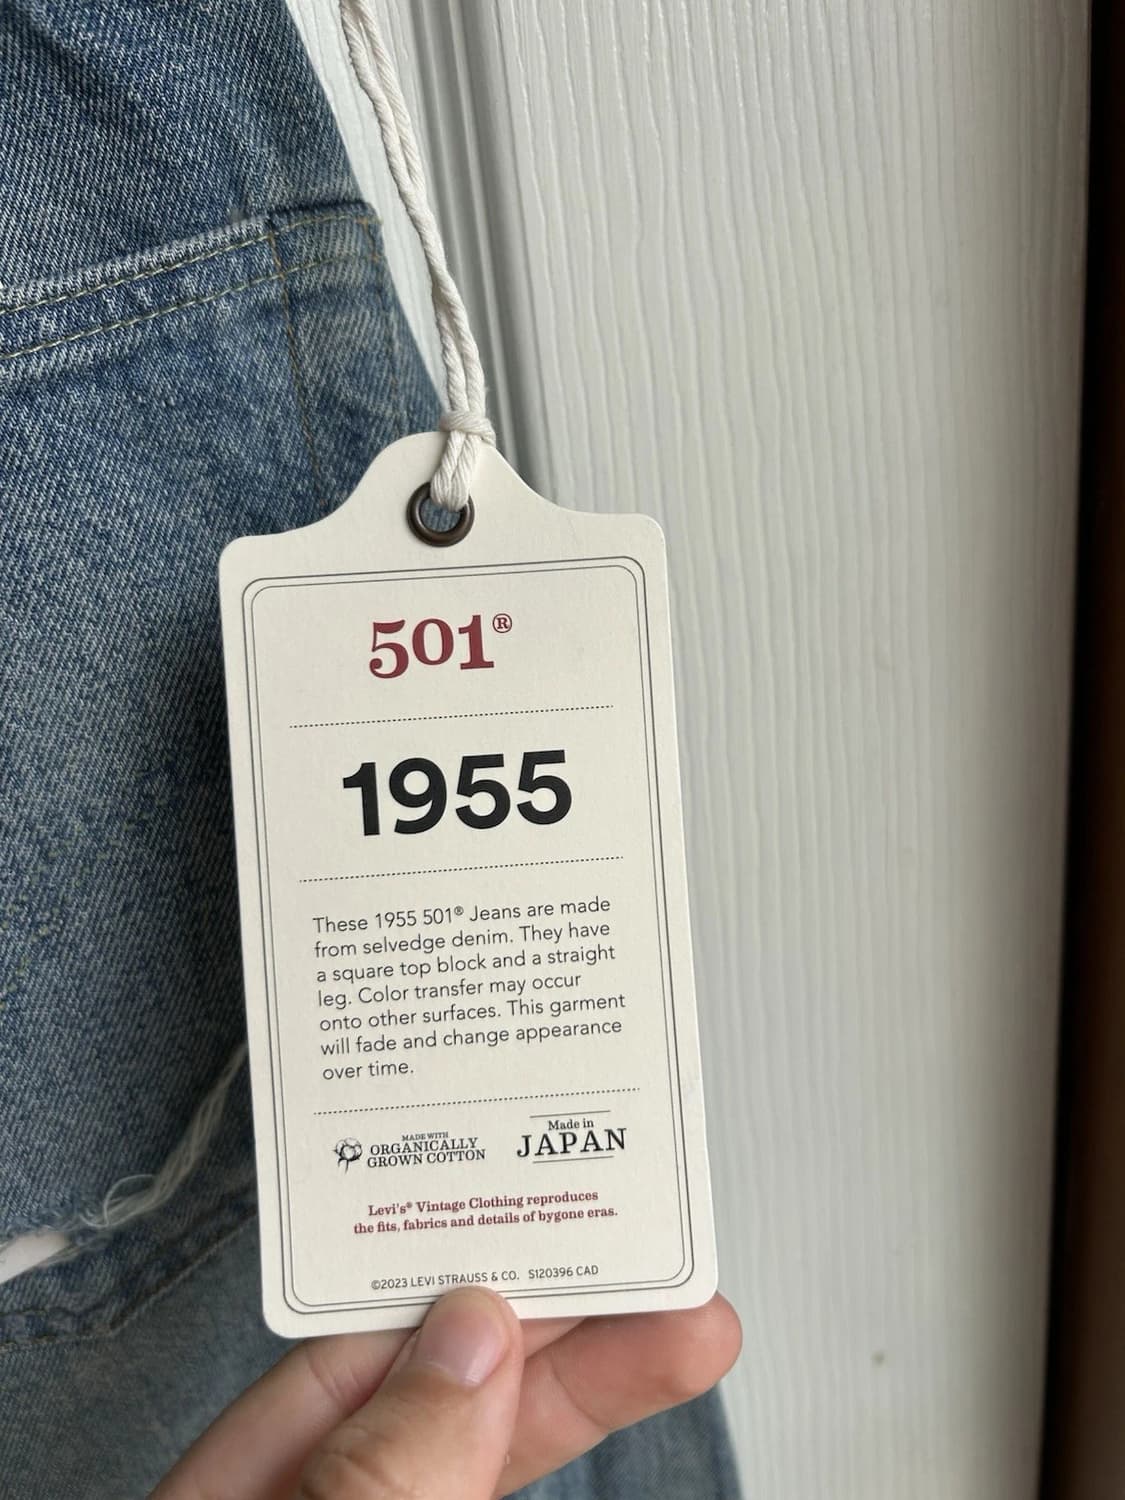 501®
1955
These 1955 501® Jeans are made
from selvedge denim. They have
a square top block and a straight
leg. Color transfer may occur
onto other surfaces. This garment
will fade and change appearance
over time.
MADE WITH
ORGANICALLY
GROWN COTTON
Made in
JAPAN
Levi's® Vintage Clothing reproduces
the fits, fabrics and details of bygone eras.
©2023 LEVI STRAUSS & CO. S120396 CAD